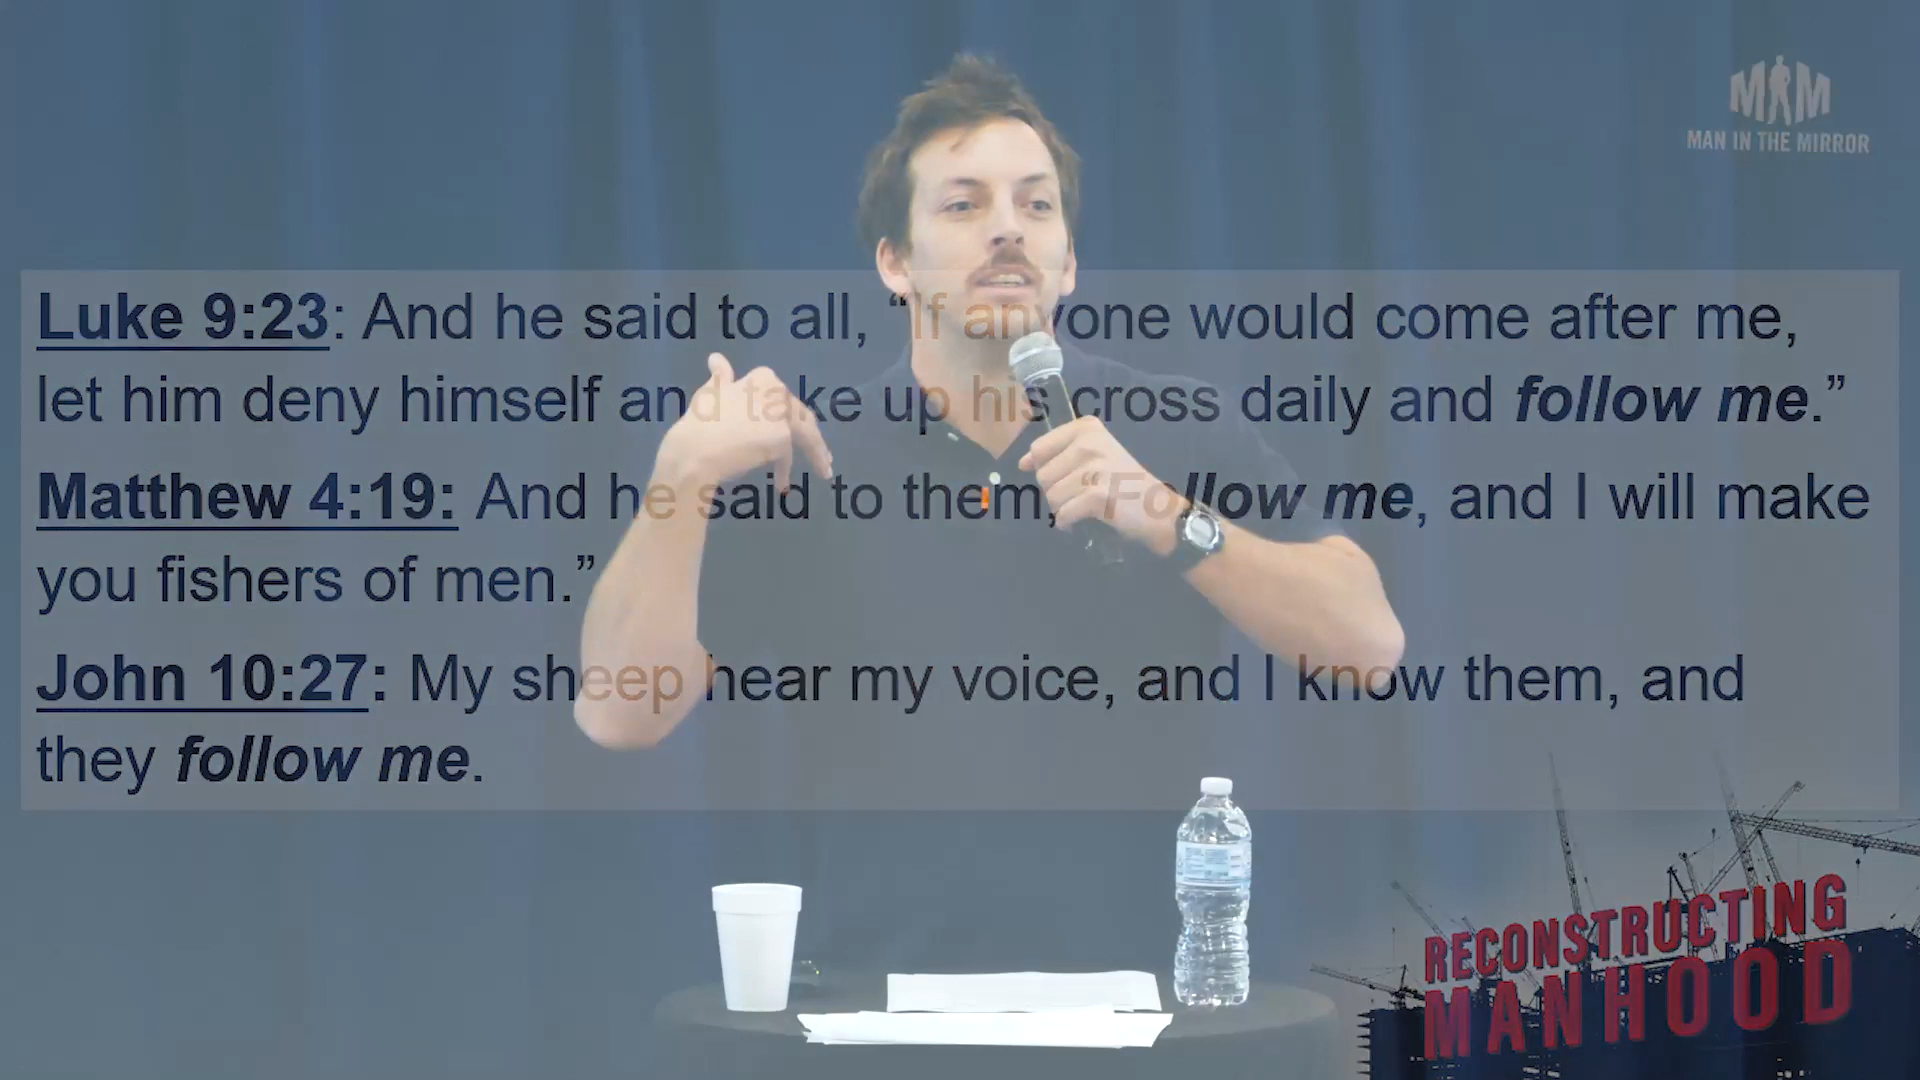 MIM
MAN IN THE MIRROR
Luke 9:23: And he said to all, “If anyone would come after me,
let him deny himself and take up his cross daily and follow me.”
Matthew 4:19: And he said to them, “Follow me, and I will make
you fishers of men.”
John 10:27: My sheep hear my voice, and I know them, and
they follow me.
RECONSTRUCTING
MANHOOD